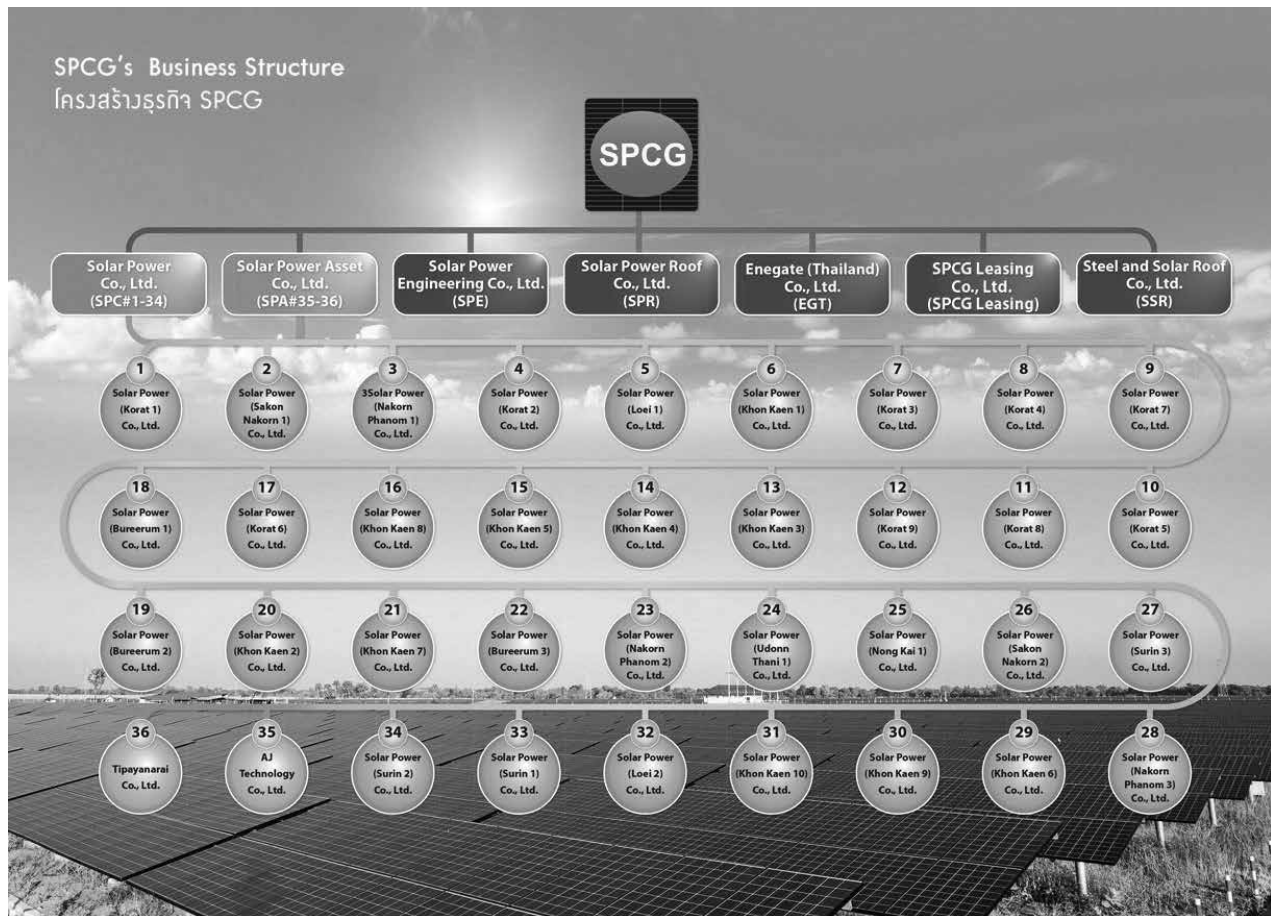 SPCG's Business Structure
โครงสร้างธุรกิจ SPCG
SPCG
Solar Power
Co., Ltd.
(SPC#1-34)
Solar Power Asset
Co., Ltd.
(SPA#35-36)
Solar Power
Engineering Co., Ltd.
(SPE)
Solar Power Roof
Co., Ltd.
(SPR)
Enegate (Thailand)
Co., Ltd.
(EGT)
SPCG Leasing
Co., Ltd.
(SPCG Leasing)
Steel and Solar Roof
Co., Ltd.
(SSR)
1
Solar Power
(Korat 1)
Co., Ltd.
2
Solar Power
(Sakon
Nakorn 1)
Co., Ltd.
3
3Solar Power
(Nakorn
Phanom 1)
Co., Ltd.
4
Solar Power
(Korat 2)
Co., Ltd.
5
Solar Power
(Loei 1)
Co., Ltd.
6
Solar Power
(Khon Kaen 1)
Co., Ltd.
7
Solar Power
(Korat 3)
Co., Ltd.
8
Solar Power
(Korat 4)
Co., Ltd.
9
Solar Power
(Korat 7)
Co., Ltd.
18
Solar Power
(Bureerum 1)
Co., Ltd.
17
Solar Power
(Korat 6)
Co., Ltd.
16
Solar Power
(Khon Kaen 8)
Co., Ltd.
15
Solar Power
(Khon Kaen 5)
Co., Ltd.
14
Solar Power
(Khon Kaen 4)
Co., Ltd.
13
Solar Power
(Khon Kaen 3)
Co., Ltd.
12
Solar Power
(Korat 9)
Co., Ltd.
11
Solar Power
(Korat 8)
Co., Ltd.
10
Solar Power
(Korat 5)
Co., Ltd.
19
Solar Power
(Bureerum 2)
Co., Ltd.
20
Solar Power
(Khon Kaen 2)
Co., Ltd.
21
Solar Power
(Khon Kaen 7)
Co., Ltd.
22
Solar Power
(Bureerum 3)
Co., Ltd.
23
Solar Power
(Nakorn
Phanom 2)
Co., Ltd.
24
Solar Power
(Udonn
Thani 1)
Co., Ltd.
25
Solar Power
(Nong Kai 1)
Co., Ltd.
26
Solar Power
(Sakon
Nakorn 2)
Co., Ltd.
27
Solar Power
(Surin 3)
Co., Ltd.
36
Tipayanarai
Co., Ltd.
35
AJ
Technology
Co., Ltd.
34
Solar Power
(Surin 2)
Co., Ltd.
33
Solar Power
(Surin 1)
Co., Ltd.
32
Solar Power
(Loei 2)
Co., Ltd.
31
Solar Power
(Khon Kaen 10)
Co., Ltd.
30
Solar Power
(Khon Kaen 9)
Co., Ltd.
29
Solar Power
(Khon Kaen 6)
Co., Ltd.
28
Solar Power
(Nakorn
Phanom 3)
Co., Ltd.